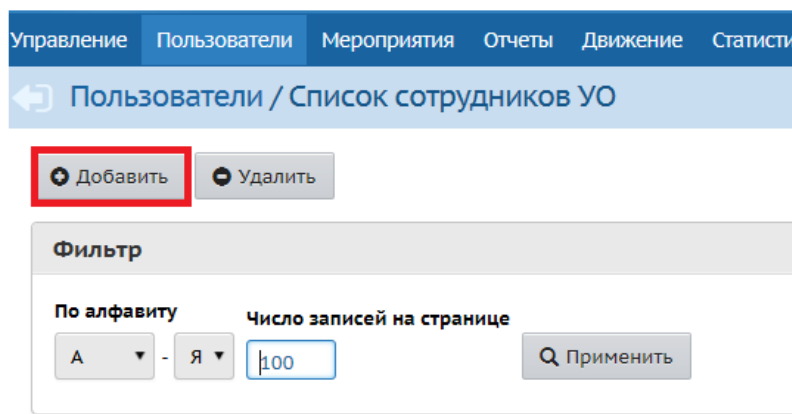 Управление Пользователи Мероприятия Отчеты Движение Статисти
Пользователи / Список сотрудников УО
Добавить Удалить
Фильтр
По алфавиту Число записей на странице
А - Я 100 Применить